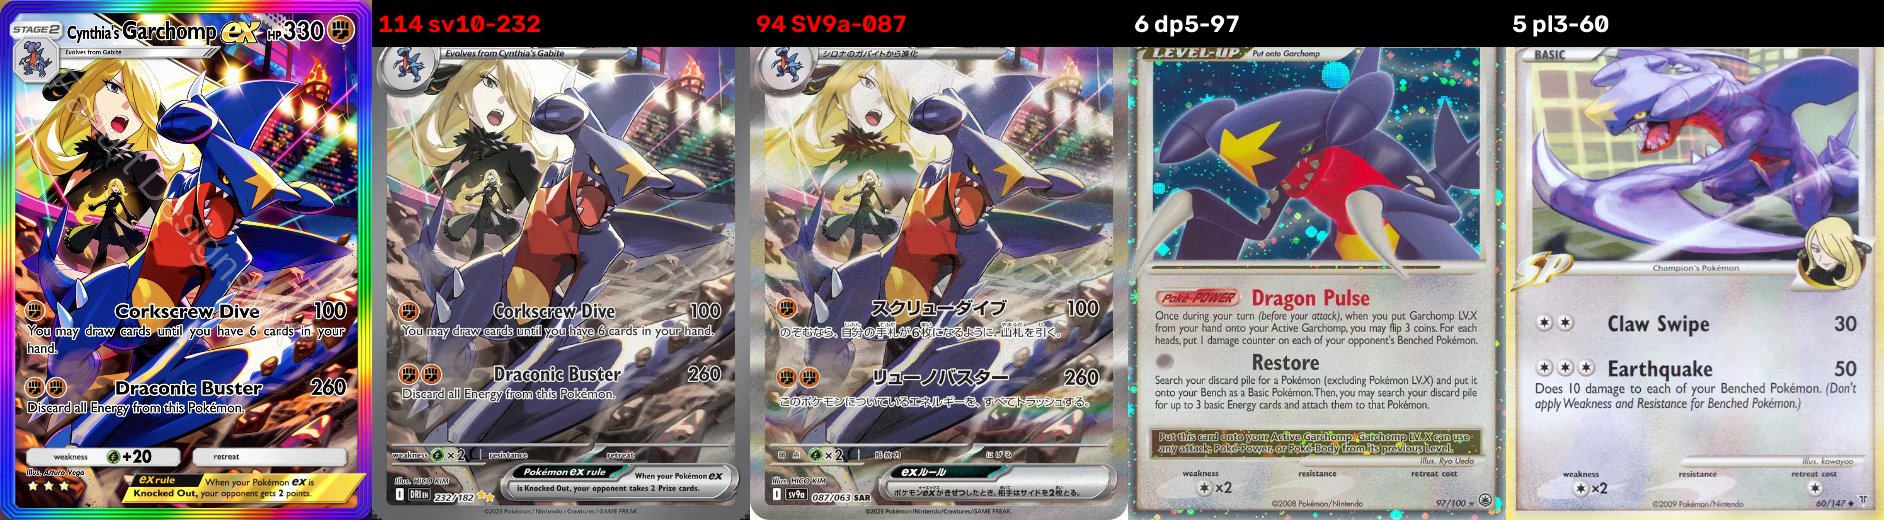 STAGE2 Cynthia's Garchomp ex HP330
Evolves from Gabite
Corkscrew Dive 100
You may draw cards until you have 6 cards in your
hand.
Draconic Buster 260
Discard all Energy from this Pokémon.
weakness +20 retreat
Illus. Arturo Vega
ex rule When your Pokémon ex is
Knocked Out, your opponent gets 2 points.
114 sv10-232
Evolves from Cynthia's Gabite
Corkscrew Dive 100
You may draw cards until you have 6 cards in your hand.
Draconic Buster 260
Discard all Energy from this Pokémon.
weakness ×2 resistance retreat
Illus. HICO KIM
Pokémon ex rule When your Pokémon ex
is Knocked Out, your opponent takes 2 Prize cards.
I DRI EN 232/182
©2025 Pokémon / Nintendo / Creatures / GAME FREAK
94 SV9a-087
シロナのガバイトから進化
スクリューダイブ 100
のぞむなら、自分の手札が6枚になるように、山札を引く。
リューノバスター 260
このポケモンについているエネルギーを、すべてトラッシュする。
弱点 ×2 抵抗力 にげる
Illus. HICO KIM
exルール
ポケモンexがきぜつしたとき、相手はサイドを2枚とる。
I sv9a 087/063 SAR
©2025 Pokémon/Nintendo/Creatures/GAME FREAK.
6 dp5-97
LEVEL-UP Put onto Garchomp
Poké-POWER Dragon Pulse
Once during your turn (before your attack), when you put Garchomp LV.X
from your hand onto your Active Garchomp, you may flip 3 coins. For each
heads, put 1 damage counter on each of your opponent's Benched Pokémon.
Restore
Search your discard pile for a Pokémon (excluding Pokémon LV.X) and put it
onto your Bench as a Basic Pokémon. Then, you may search your discard pile
for up to 3 basic Energy cards and attach them to that Pokémon.
Put this card onto your Active Garchomp. Garchomp LV. X can use
any attack, Poké-Power, or Poké-Body from its previous Level.
Illus. Ryo Ueda
weakness resistance retreat cost
×2
©2008 Pokémon/Nintendo 97/100
5 pl3-60
BASIC
SP
Champion's Pokémon
Claw Swipe 30
Earthquake 50
Does 10 damage to each of your Benched Pokémon. (Don't
apply Weakness and Resistance for Benched Pokémon.)
Illus. kawayoo
weakness resistance retreat cost
×2
©2009 Pokémon/Nintendo 60/147